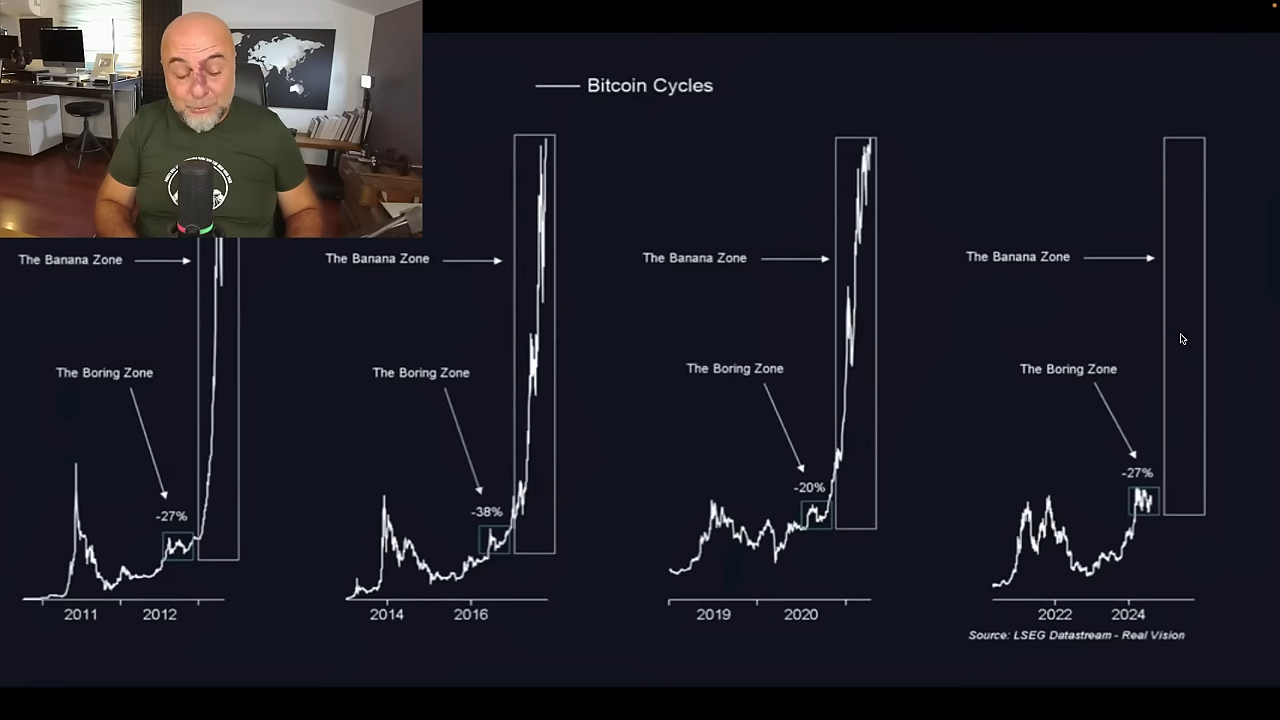 Bitcoin Cycles
The Banana Zone
The Banana Zone
The Banana Zone
The Banana Zone
The Boring Zone
The Boring Zone
The Boring Zone
The Boring Zone
-27%
-38%
-20%
-27%
2011 2012
2014 2016
2019 2020
2022 2024
Source: LSEG Datastream - Real Vision